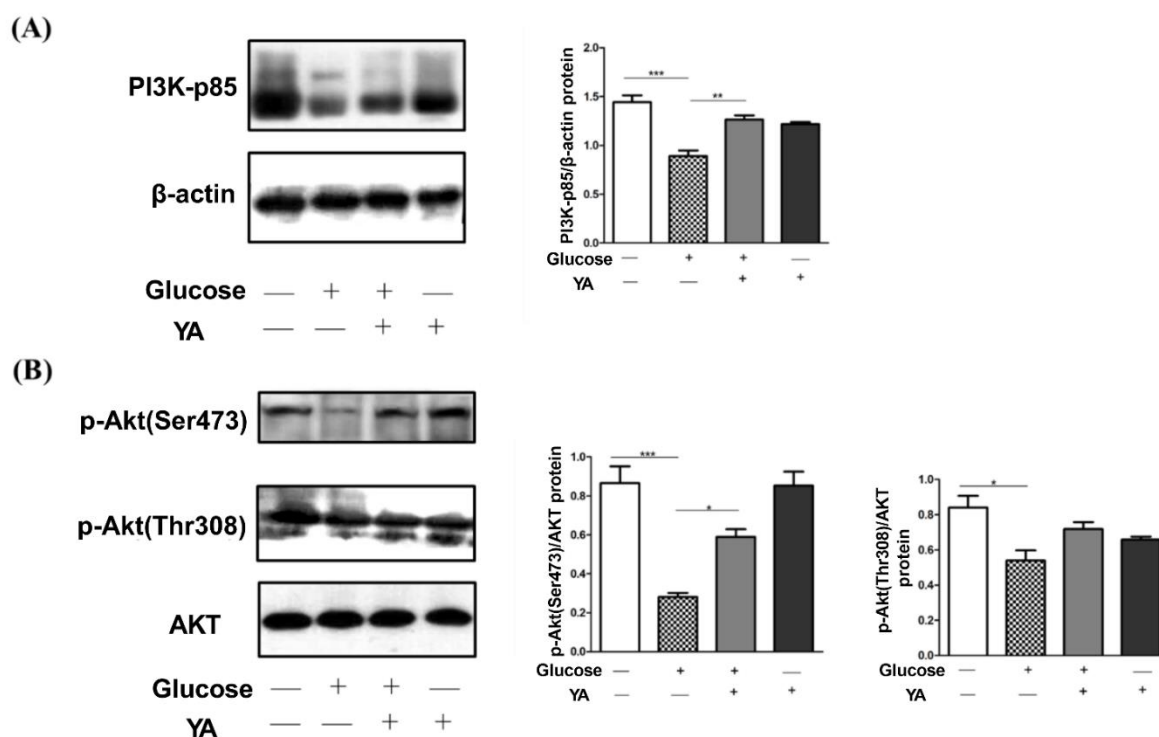 (A)
PI3K-p85
β-actin
Glucose — + + —
YA — — + +
PI3K-p85/β-actin protein
2.0
1.5
1.0
0.5
0.0
***
**
Glucose — + + —
YA — — + +
(B)
p-Akt(Ser473)
p-Akt(Thr308)
AKT
Glucose — + + —
YA — — + +
p-Akt(Ser473)/AKT protein
1.0
0.8
0.6
0.4
0.2
0.0
***
*
Glucose — + + —
YA — — + +
p-Akt(Thr308)/AKT
protein
1.0
0.8
0.6
0.4
0.2
0.0
*
Glucose — + + —
YA — — + +